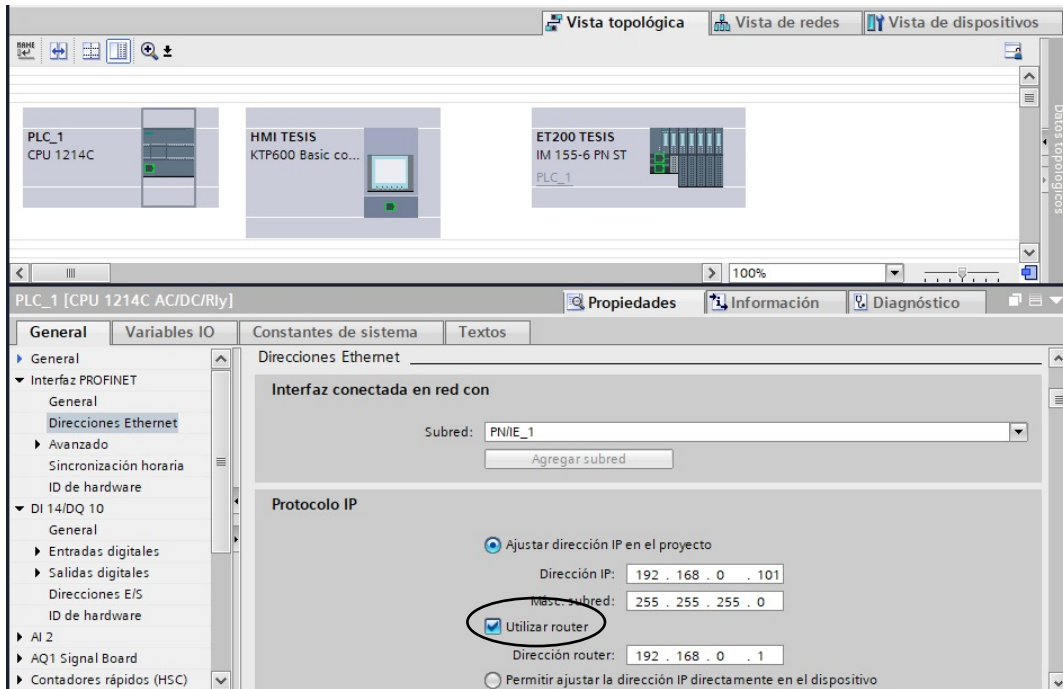 Vista topológica Vista de redes Vista de dispositivos
NAME
PLC_1
CPU 1214C
HMI TESIS
KTP600 Basic co...
ET200 TESIS
IM 155-6 PN ST
PLC_1
Datos topológicos
100%
PLC_1 [CPU 1214C AC/DC/Rly]
Propiedades Información Diagnóstico
General Variables IO Constantes de sistema Textos
General
Interfaz PROFINET
General
Direcciones Ethernet
Avanzado
Sincronización horaria
ID de hardware
DI 14/DQ 10
General
Entradas digitales
Salidas digitales
Direcciones E/S
ID de hardware
AI 2
AQ1 Signal Board
Contadores rápidos (HSC)
Direcciones Ethernet
Interfaz conectada en red con
Subred: PN/IE_1
Agregar subred
Protocolo IP
Ajustar dirección IP en el proyecto
Dirección IP: 192 . 168 . 0 . 101
Másc. subred: 255 . 255 . 255 . 0
Utilizar router
Dirección router: 192 . 168 . 0 . 1
Permitir ajustar la dirección IP directamente en el dispositivo